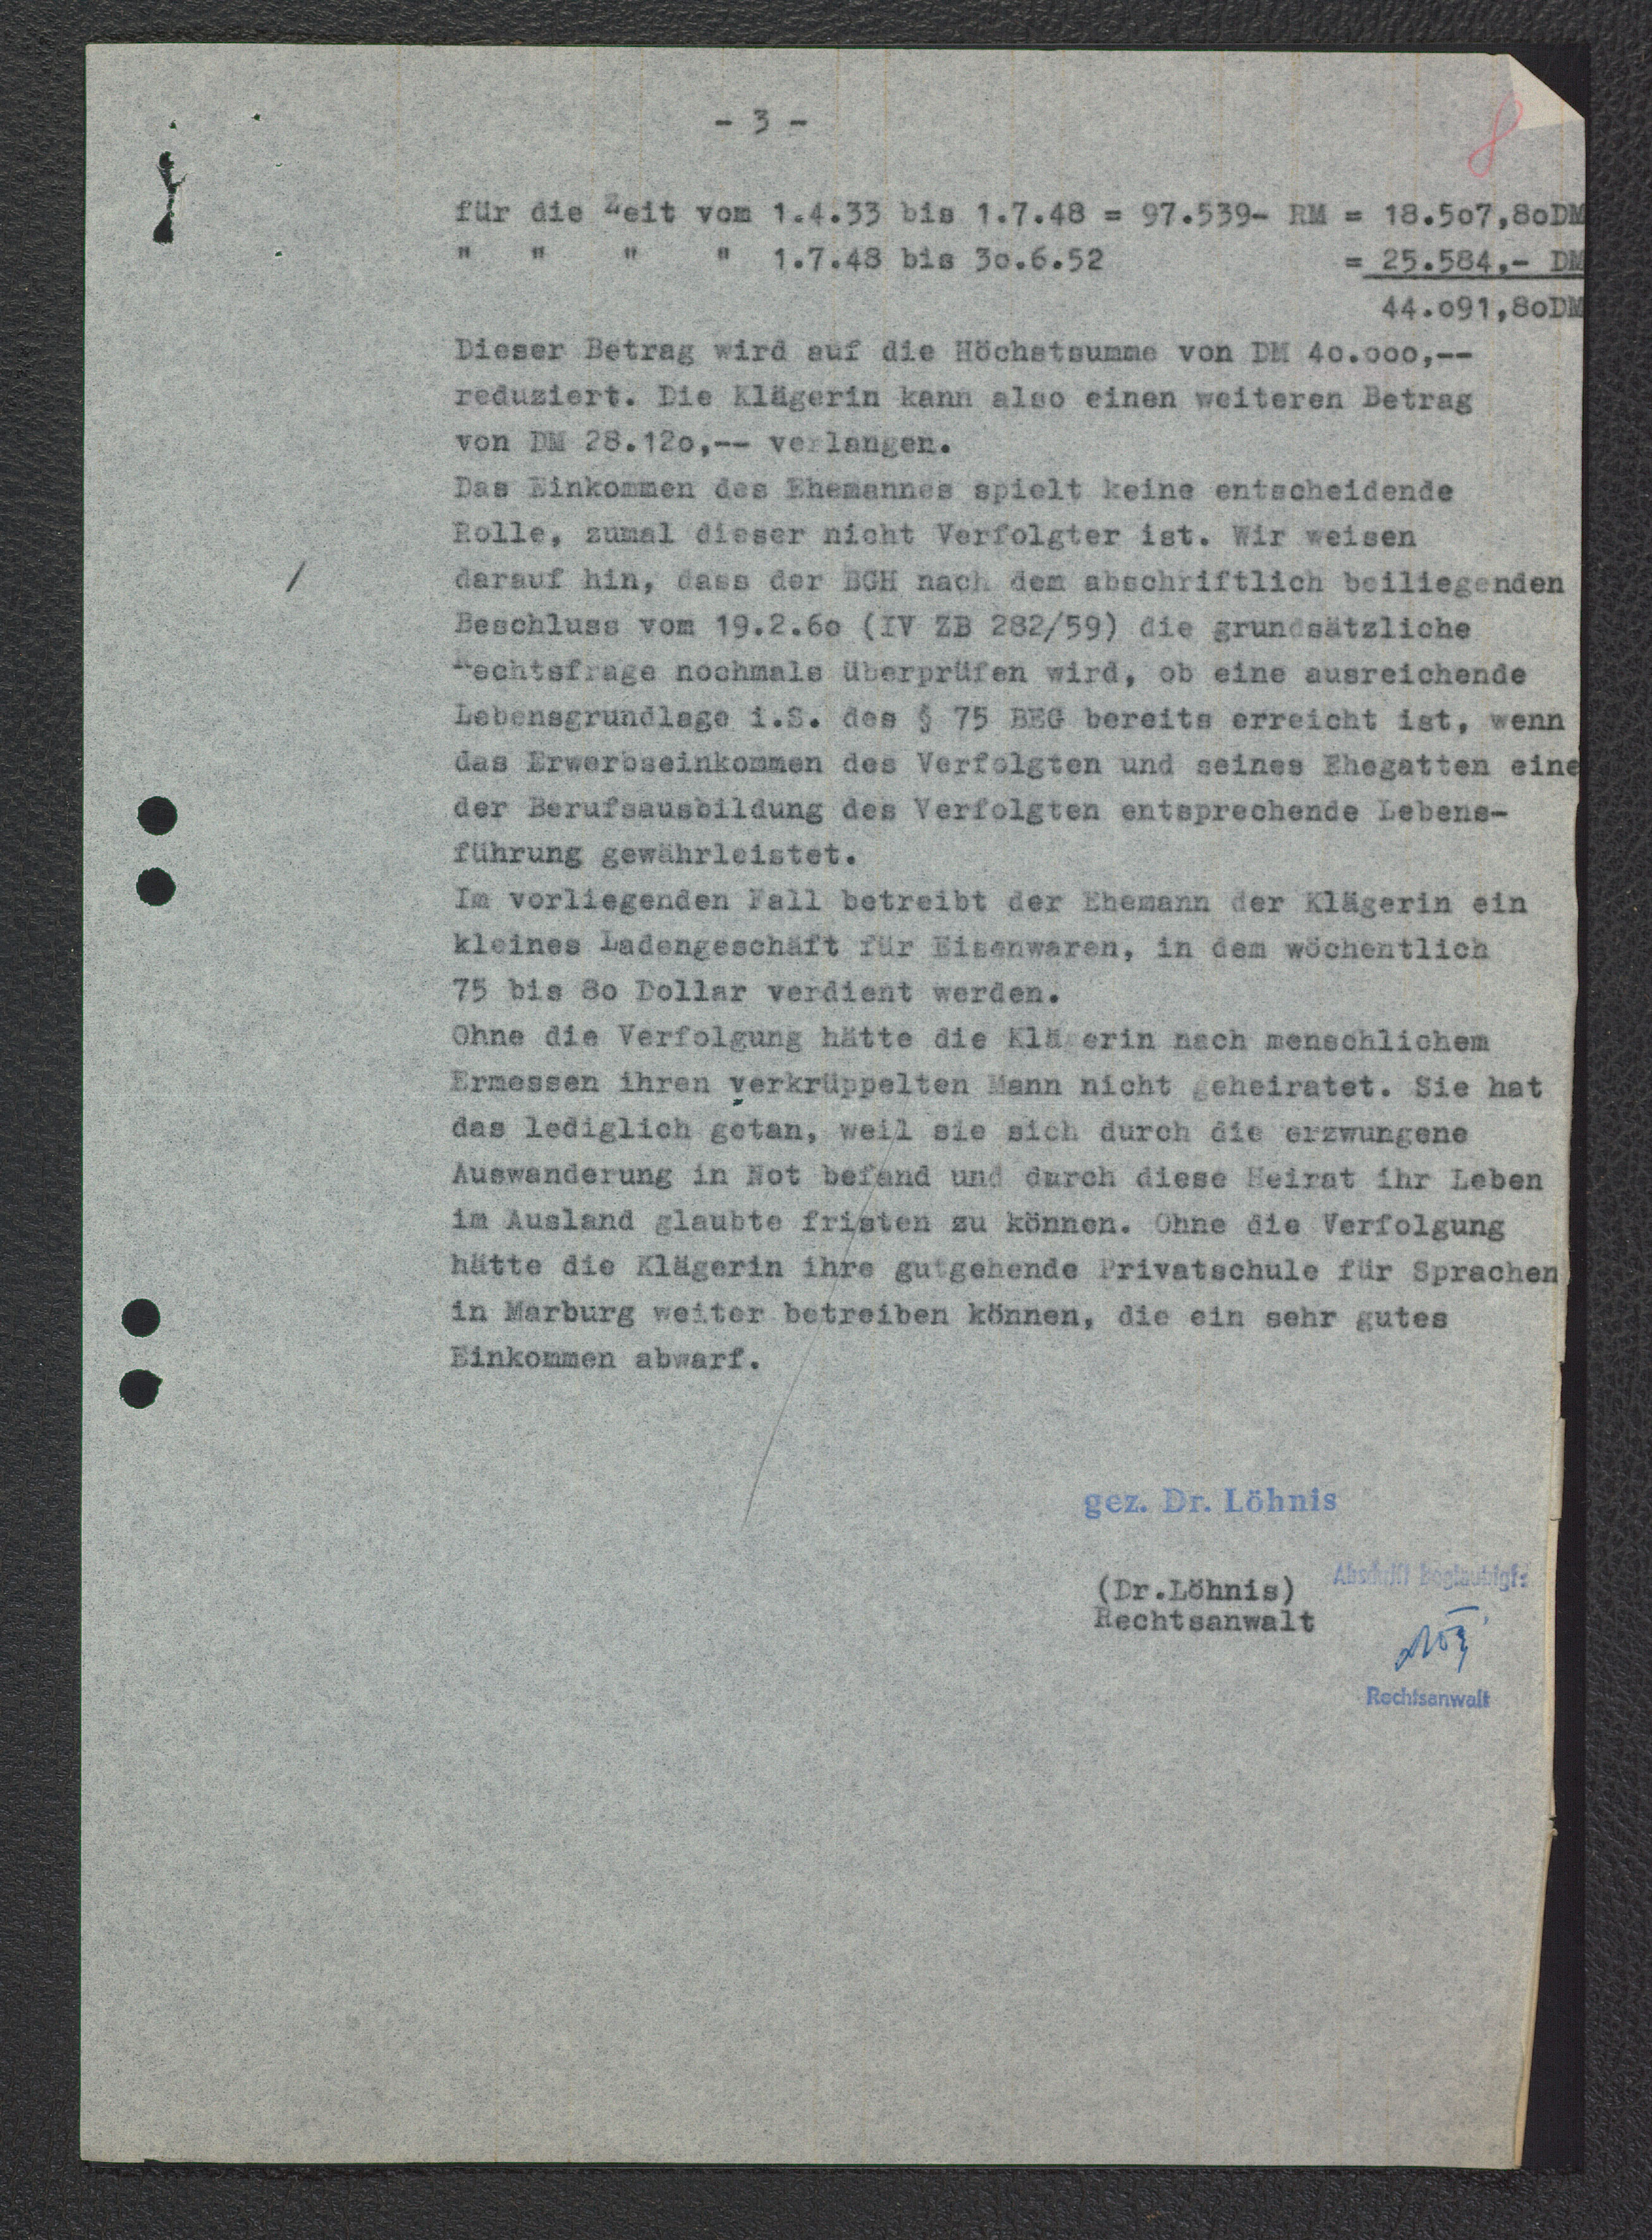 - 3 -
8
für die Zeit vom 1.4.33 bis 1.7.48 = 97.539- RM = 18.5o7,8oDM
" " " " 1.7.48 bis 3o.6.52 = 25.584,- DM
44.o91,8oDM
Dieser Betrag wird auf die Höchstsumme von DM 4o.ooo,--
reduziert. Die Klägerin kann also einen weiteren Betrag
von DM 28.12o,-- verlangen.
Das Einkommen des Ehemannes spielt keine entscheidende
Rolle, zumal dieser nicht Verfolgter ist. Wir weisen
/ darauf hin, dass der BGH nach dem abschriftlich beiliegenden
Beschluss vom 19.2.6o (IV ZB 282/59) die grundsätzliche
Rechtsfrage nochmals überprüfen wird, ob eine ausreichende
Lebensgrundlage i.S. des § 75 BEG bereits erreicht ist, wenn
das Erwerbseinkommen des Verfolgten und seines Ehegatten eine
der Berufsausbildung des Verfolgten entsprechende Lebens-
führung gewährleistet.
Im vorliegenden Fall betreibt der Ehemann der Klägerin ein
kleines Ladengeschäft für Eisenwaren, in dem wöchentlich
75 bis 8o Dollar verdient werden.
Ohne die Verfolgung hätte die Klägerin nach menschlichem
Ermessen ihren verkrüppelten Mann nicht geheiratet. Sie hat
das lediglich getan, weil sie sich durch die erzwungene
Auswanderung in Not befand und durch diese Heirat ihr Leben
im Ausland glaubte fristen zu können. Ohne die Verfolgung
hätte die Klägerin ihre gutgehende Privatschule für Sprachen
in Marburg weiter betreiben können, die ein sehr gutes
Einkommen abwarf.
gez. Dr. Löhnis
Abschrift beglaubigt:
(Dr.Löhnis)
Rechtsanwalt
Rechtsanwalt